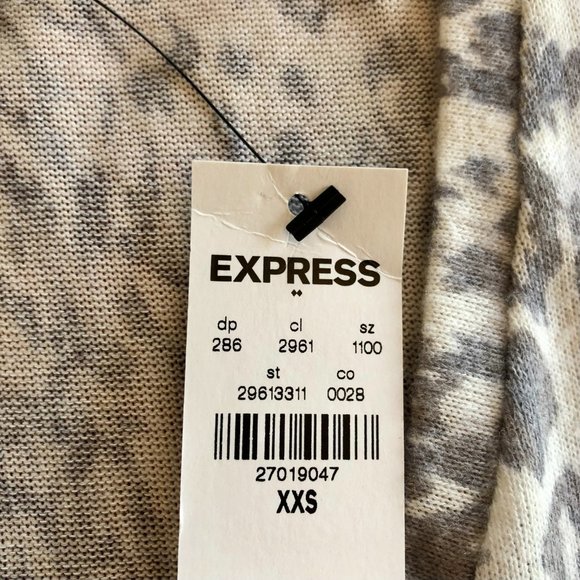 EXPRESS
dp cl sz
286 2961 1100
st co
29613311 0028
27019047
XXS